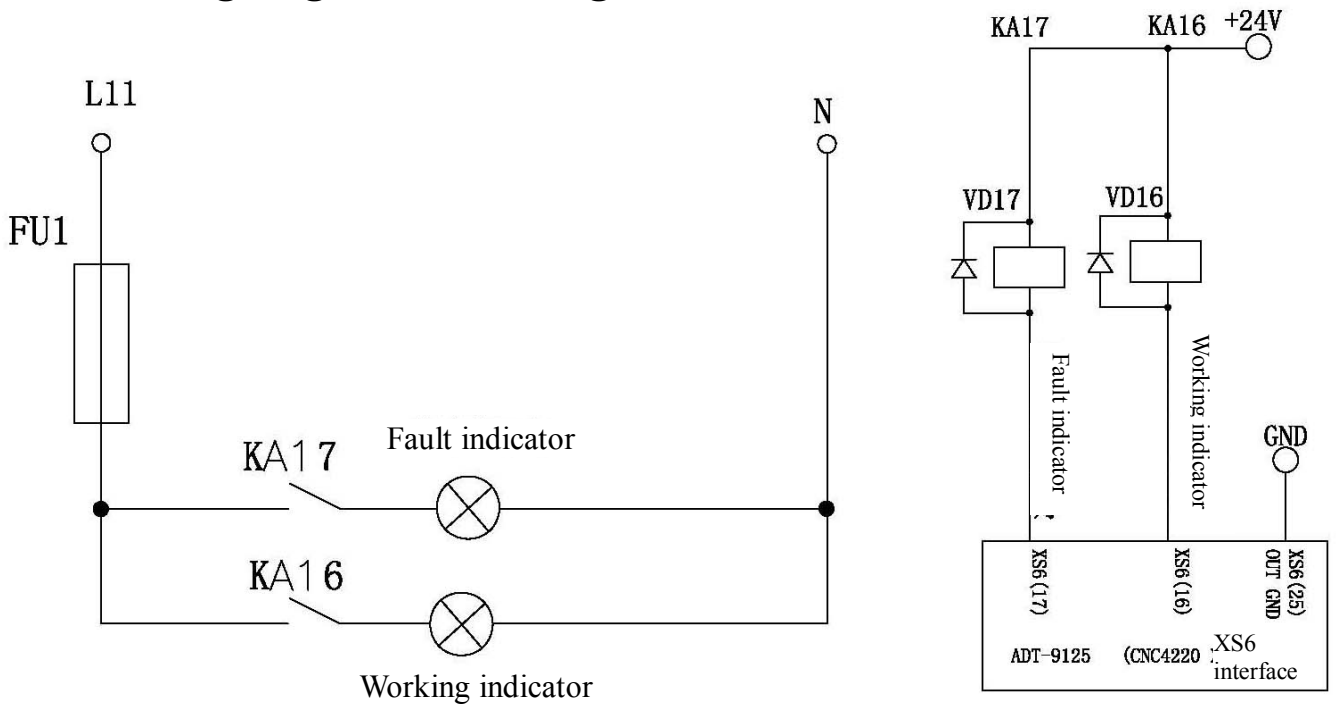 L11
N
FU1
KA17
Fault indicator
KA16
Working indicator
KA17
KA16
+24V
VD17
VD16
Fault indicator
Working indicator
GND
XS6(17)
XS6(16)
XS6(25)
OUT GND
ADT-9125
(CNC4220
XS6
interface